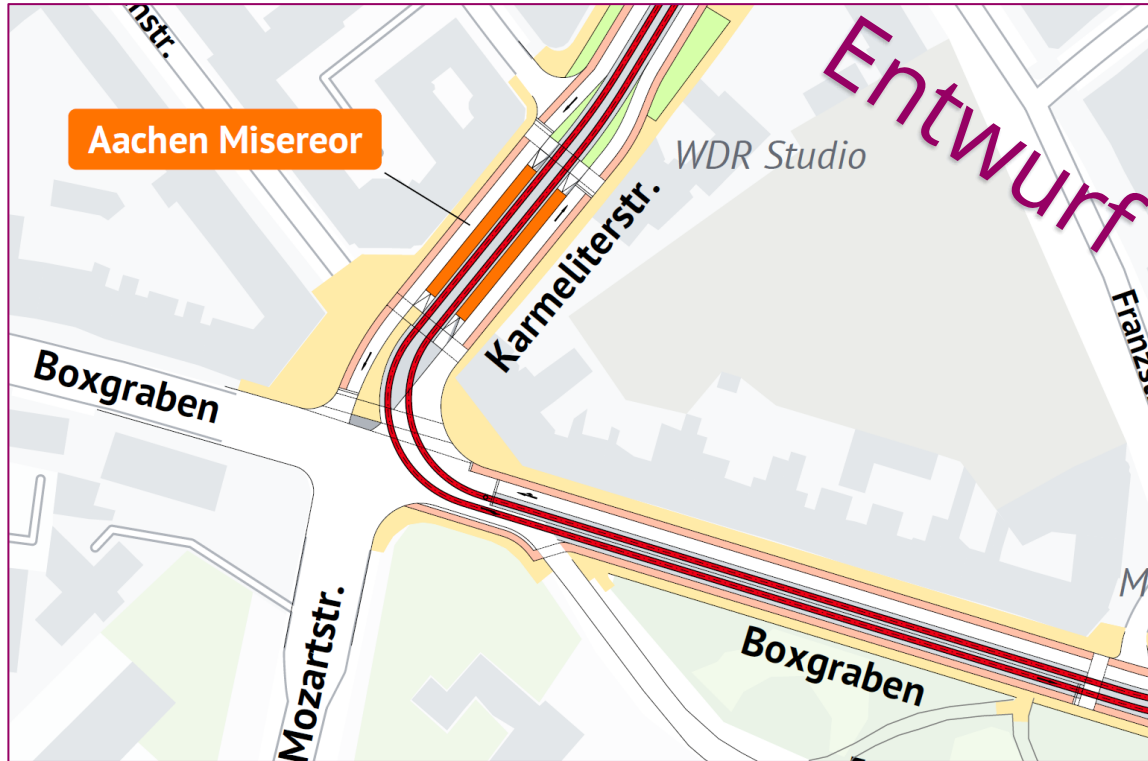 Entwurf
Aachen Misereor
WDR Studio
Karmeliterstr.
Boxgraben
Mozartstr.
Boxgraben